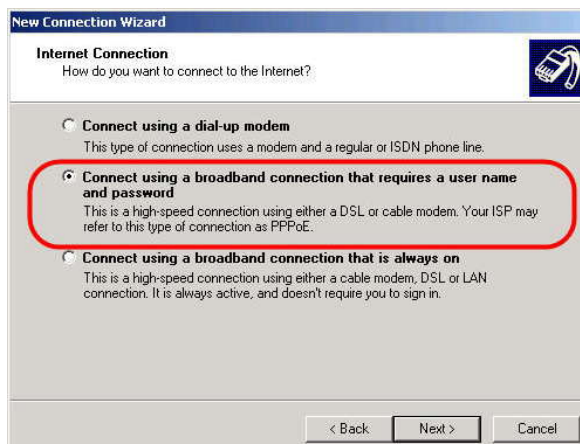 New Connection Wizard
Internet Connection
How do you want to connect to the Internet?
Connect using a dial-up modem
This type of connection uses a modem and a regular or ISDN phone line.
Connect using a broadband connection that requires a user name
and password
This is a high-speed connection using either a DSL or cable modem. Your ISP may
refer to this type of connection as PPPoE.
Connect using a broadband connection that is always on
This is a high-speed connection using either a cable modem, DSL or LAN
connection. It is always active, and doesn't require you to sign in.
< Back Next > Cancel